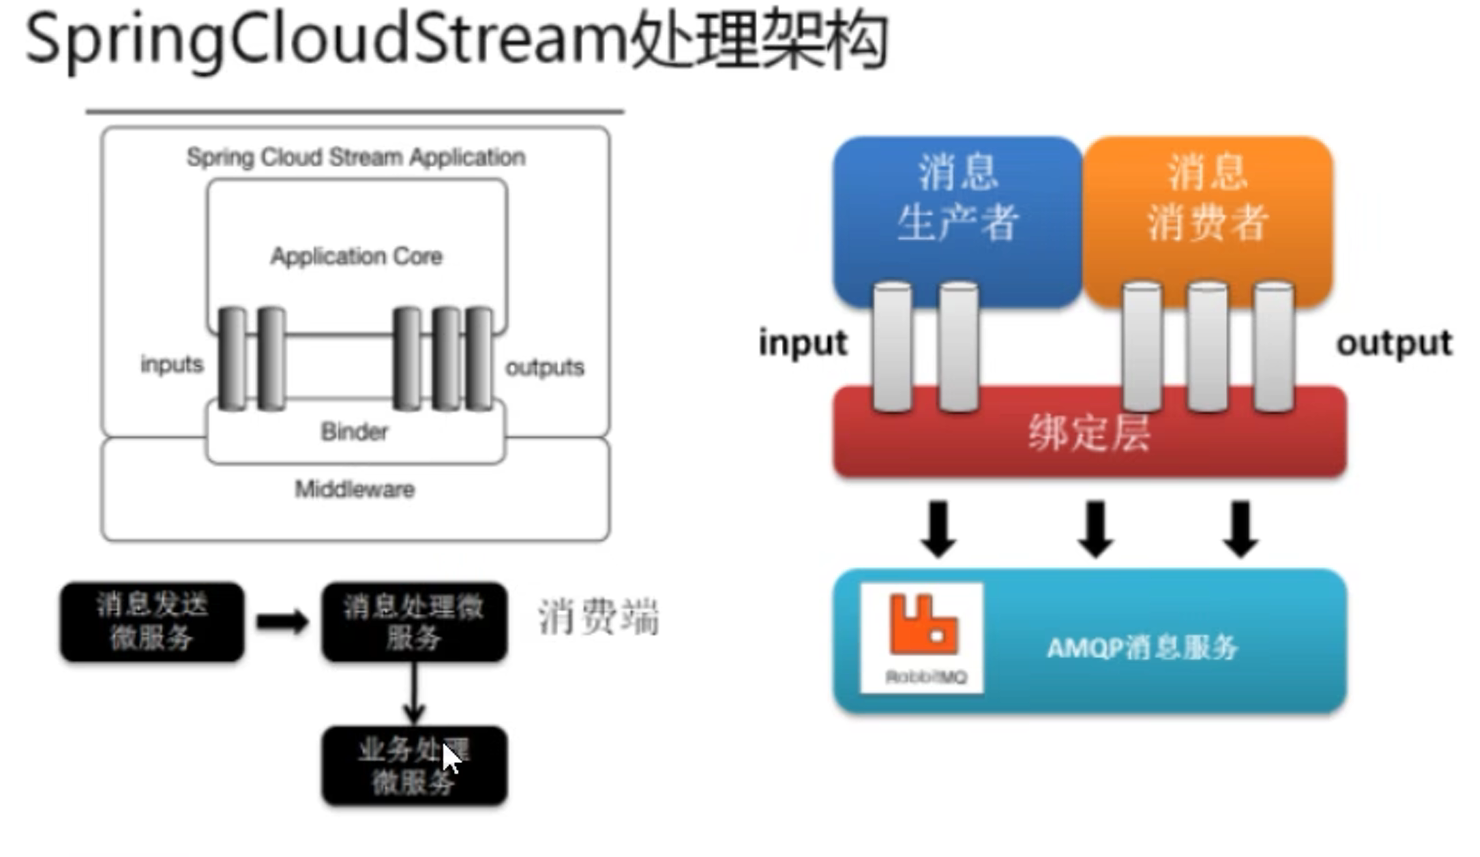 SpringCloudStream处理架构
Spring Cloud Stream Application
Application Core
inputs
outputs
Binder
Middleware
消息发送
微服务
消息处理微
服务
消费端
业务处理
微服务
消息
生产者
消息
消费者
input
output
绑定层
RabbitMQ
AMQP消息服务